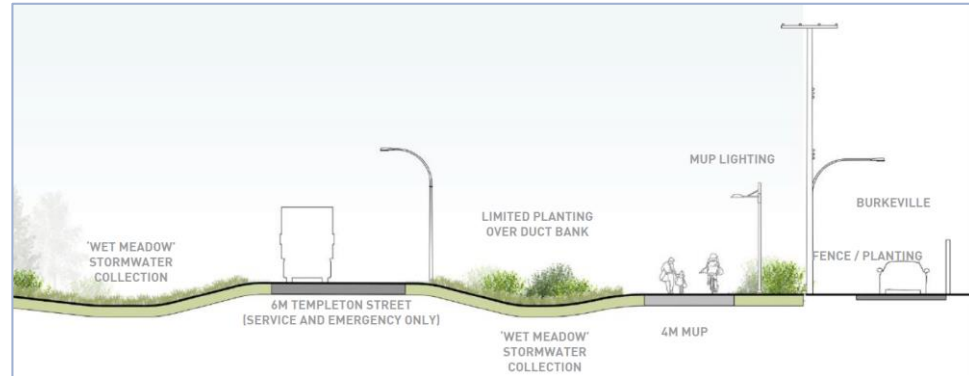 'WET MEADOW'
STORMWATER
COLLECTION
6M TEMPLETON STREET
(SERVICE AND EMERGENCY ONLY)
LIMITED PLANTING
OVER DUCT BANK
'WET MEADOW'
STORMWATER
COLLECTION
MUP LIGHTING
4M MUP
BURKEVILLE
FENCE / PLANTING